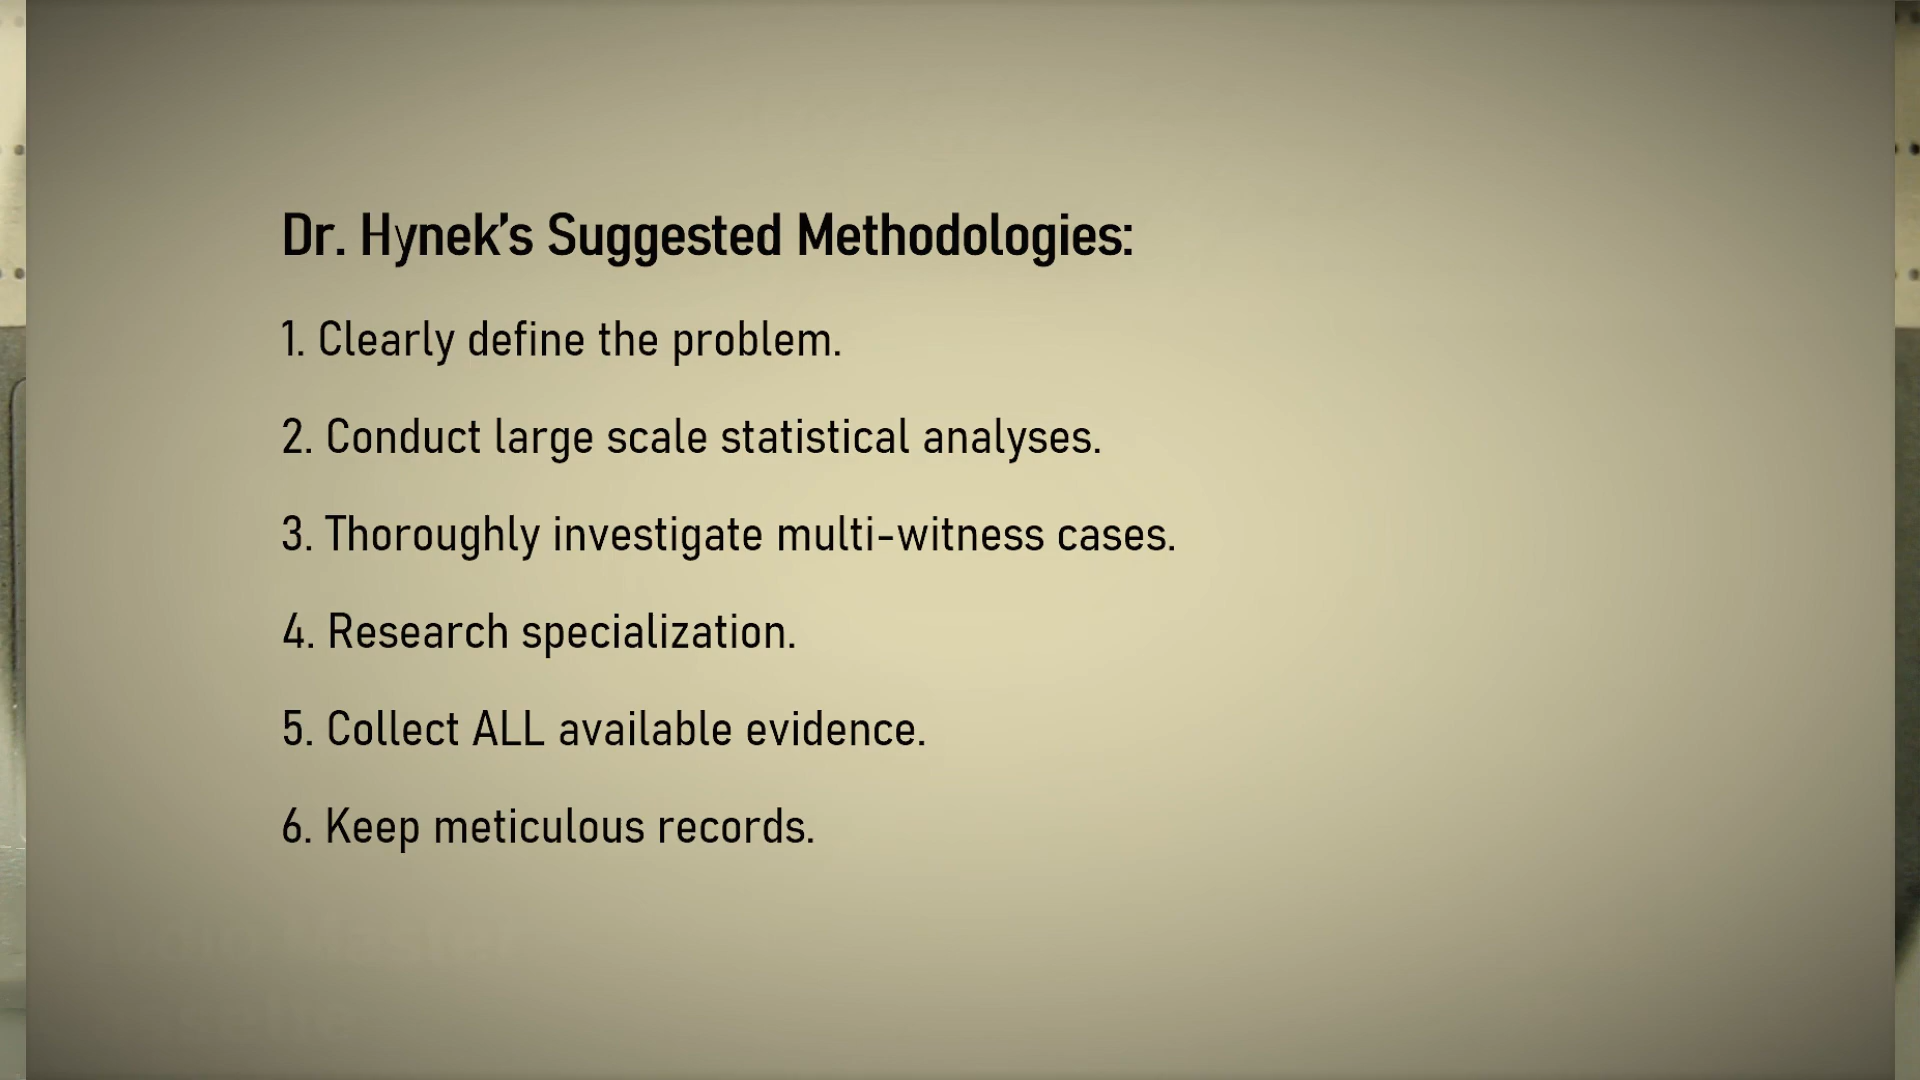 Dr. Hynek’s Suggested Methodologies:
1. Clearly define the problem.
2. Conduct large scale statistical analyses.
3. Thoroughly investigate multi-witness cases.
4. Research specialization.
5. Collect ALL available evidence.
6. Keep meticulous records.